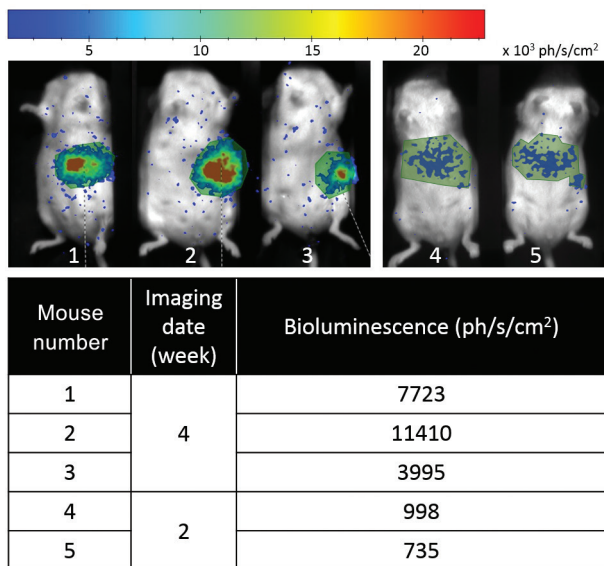 5 10 15 20 x 10³ ph/s/cm²
1 2 3 4 5
Mouse number Imaging date (week) Bioluminescence (ph/s/cm²)
1 4 7723
2 11410
3 3995
4 2 998
5 735